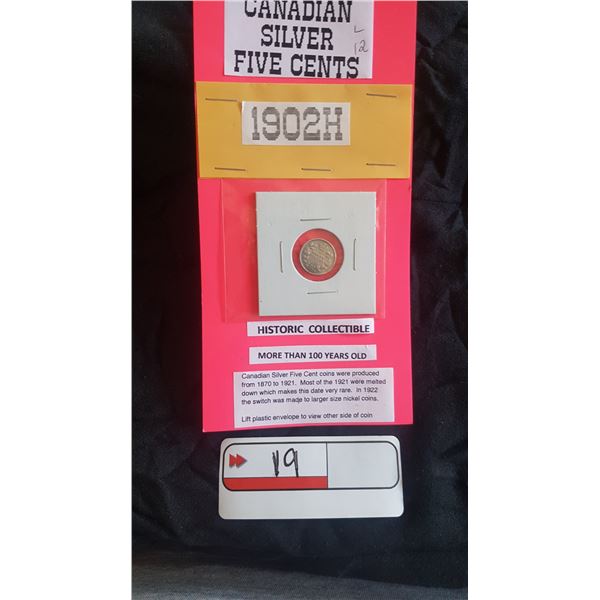 CANADIAN
SILVER
FIVE CENTS
L
12
1902H
HISTORIC COLLECTIBLE
MORE THAN 100 YEARS OLD
Canadian Silver Five Cent coins were produced
from 1870 to 1921. Most of the 1921 were melted
down which makes this date very rare. In 1922
the switch was made to larger size nickel coins.
Lift plastic envelope to view other side of coin
19